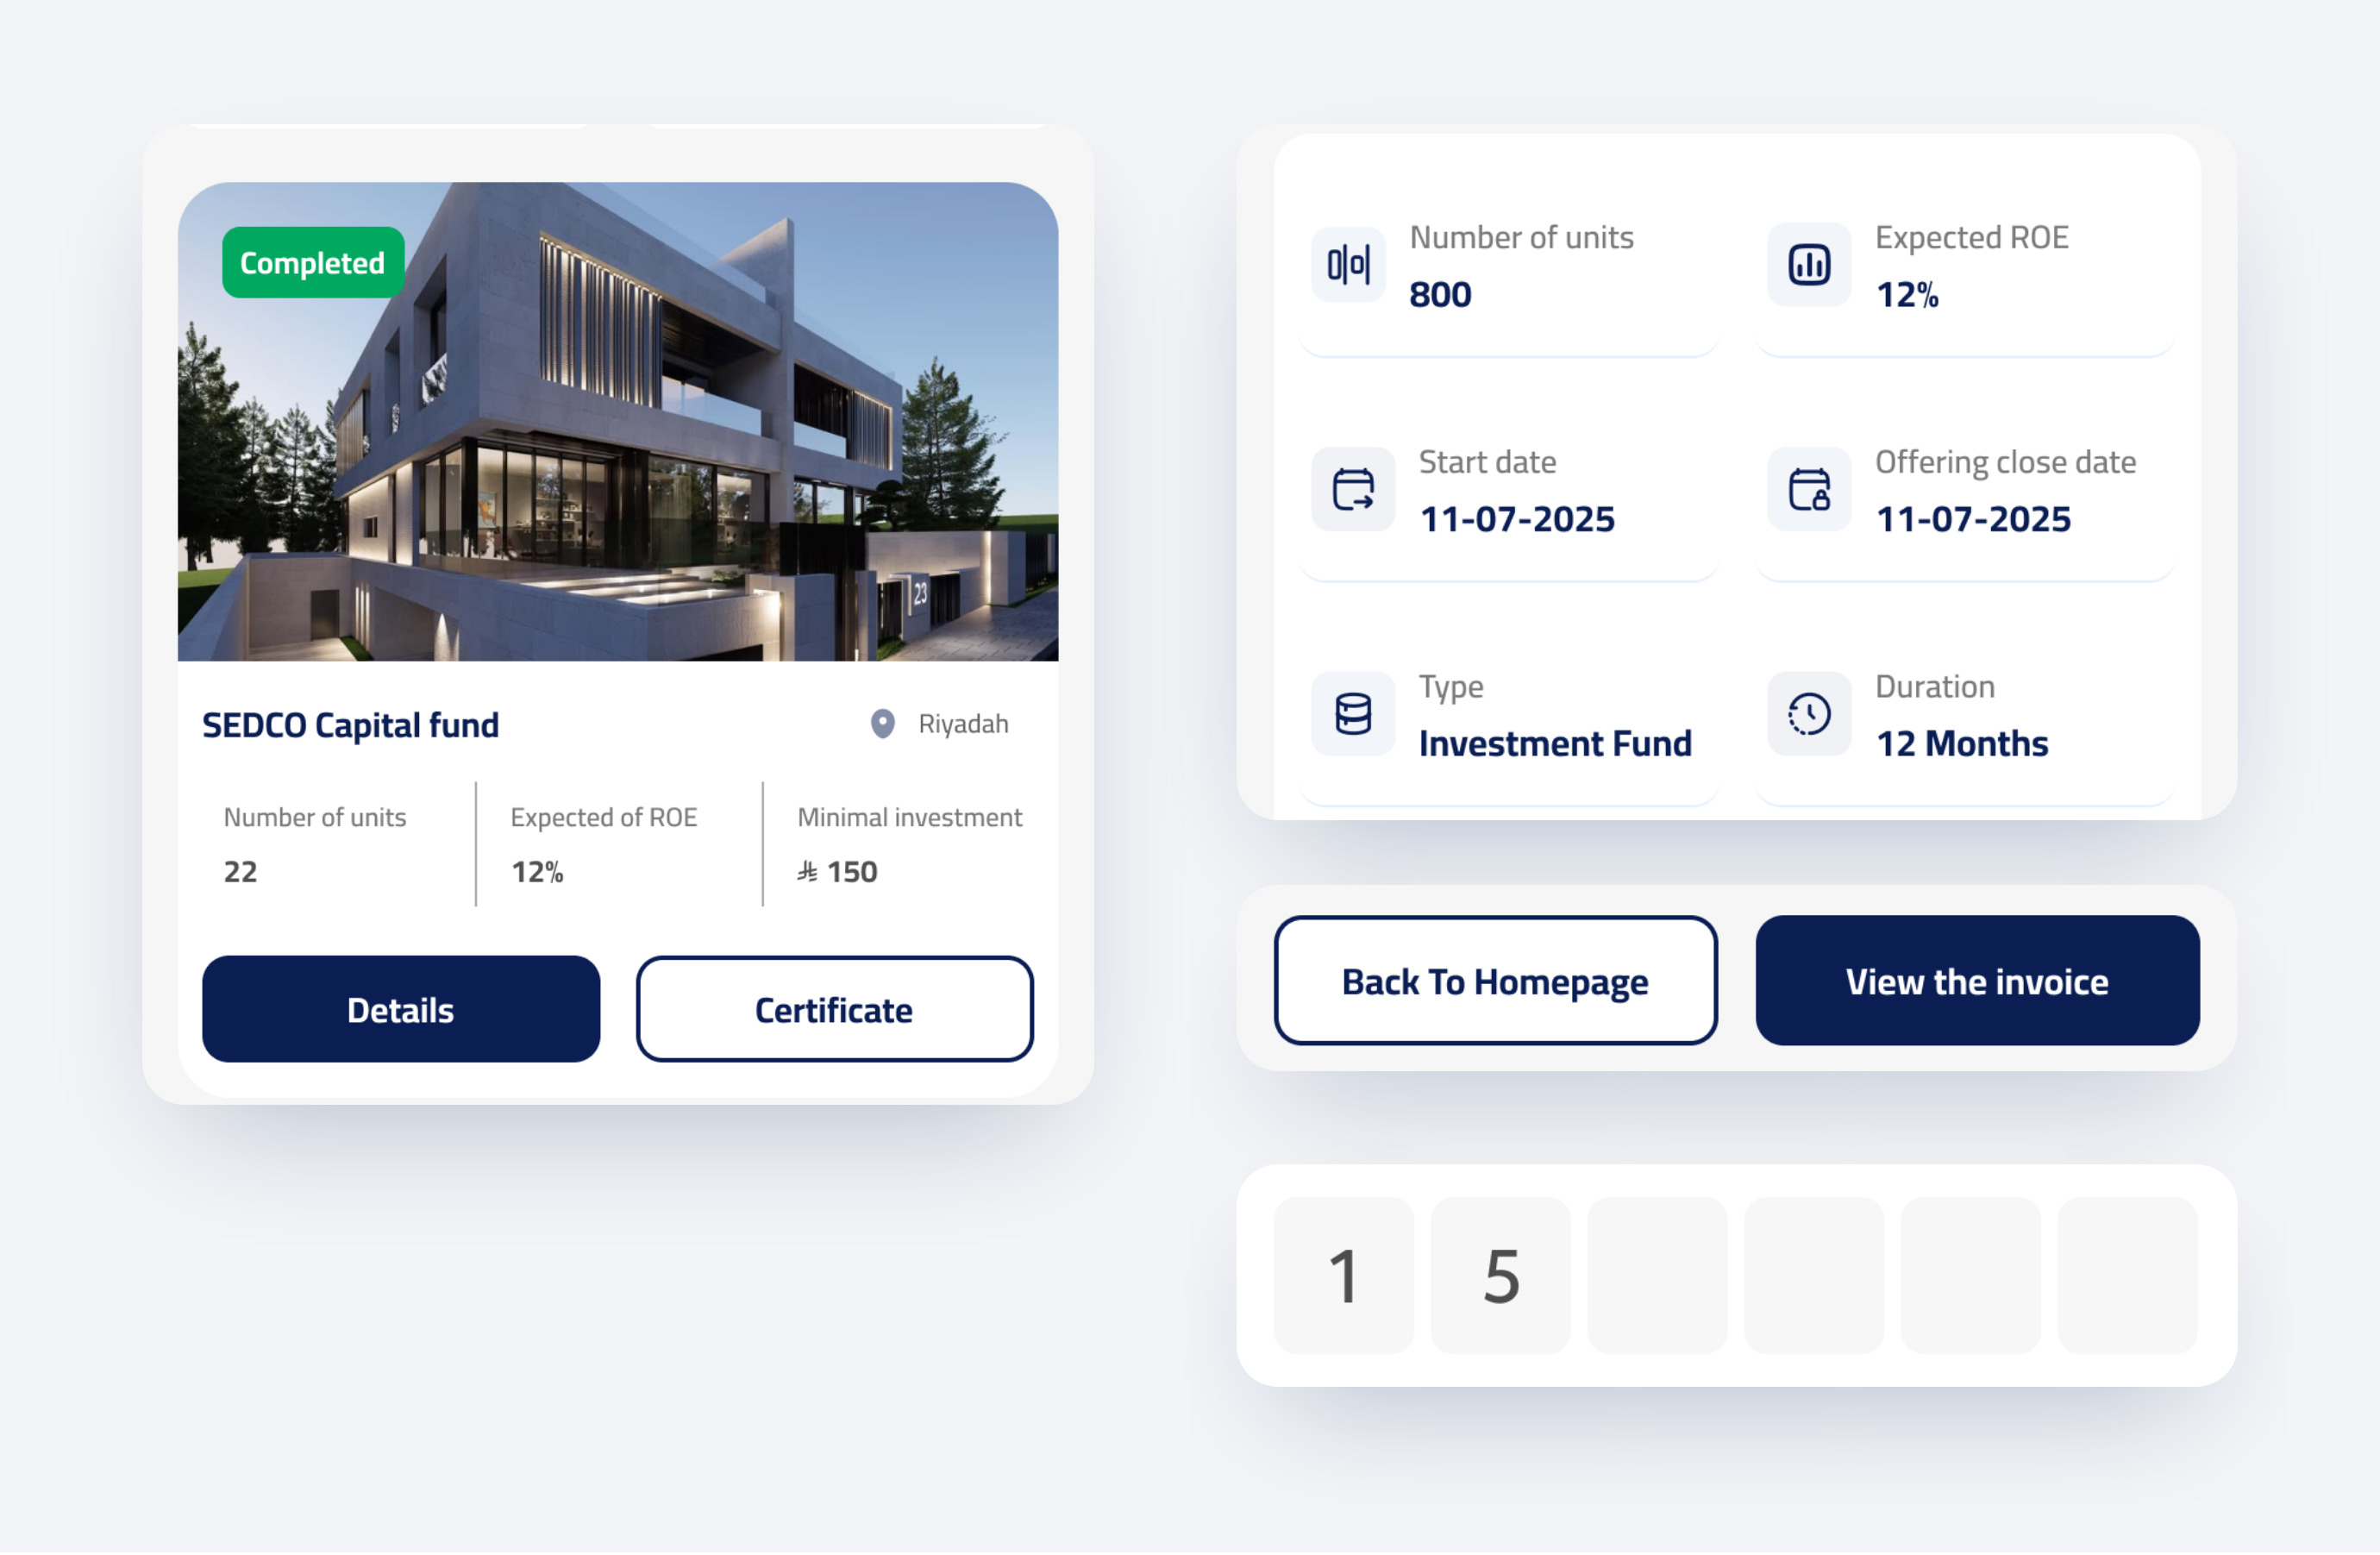 Completed
23
SEDCO Capital fund
Riyadah
Number of units
22
Expected of ROE
12%
Minimal investment
⃁ 150
Details
Certificate
Number of units
800
Expected ROE
12%
Start date
11-07-2025
Offering close date
11-07-2025
Type
Investment Fund
Duration
12 Months
Back To Homepage
View the invoice
1 5